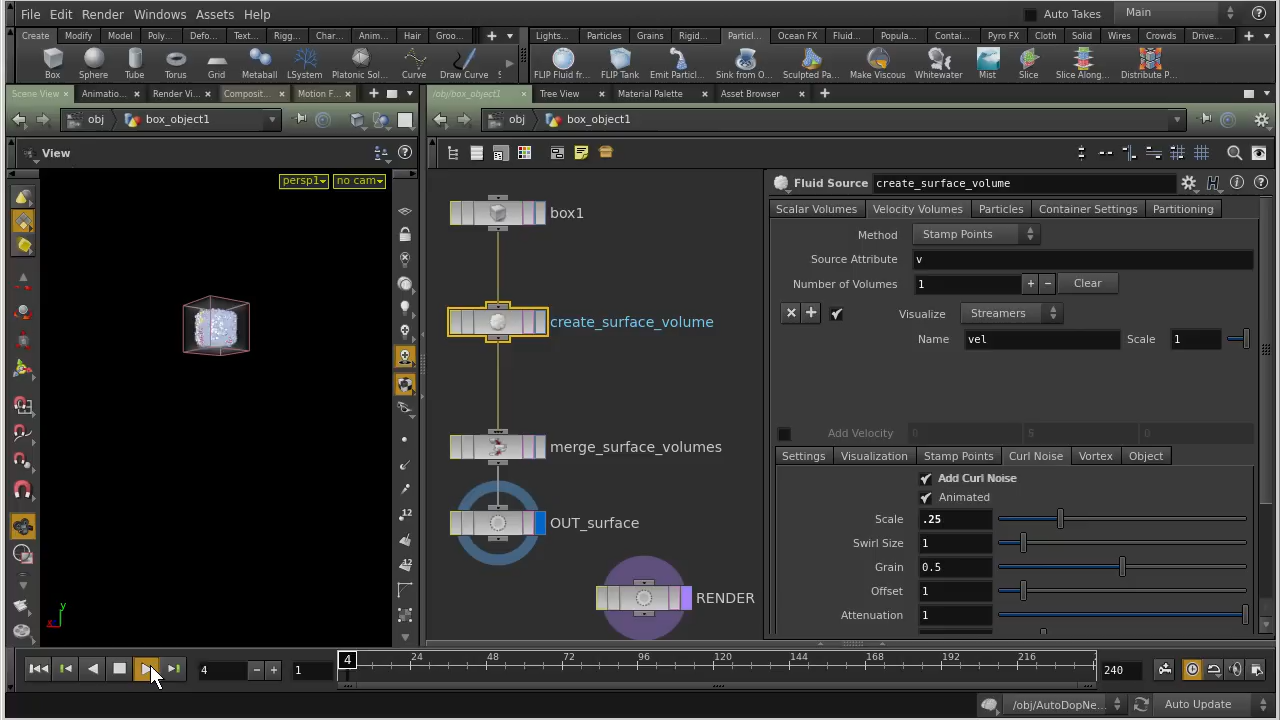 File Edit Render Windows Assets Help Auto Takes Main
Create Modify Model Poly... Defo... Text... Rigg... Char... Anim... Hair Groo... Lights... Particles Grains Rigid... Particl... Ocean FX Fluid... Popula... Contai... Pyro FX Cloth Solid Wires Crowds Drive...
Box Sphere Tube Torus Grid Metaball LSystem Platonic Sol... Curve Draw Curve FLIP Fluid fr... FLIP Tank Emit Particl... Sink from O... Sculpted Pa... Make Viscous Whitewater Mist Slice Slice Along... Distribute P...
Scene View Animatio... Render Vi... Composit... Motion F... /obj/box_object1 Tree View Material Palette Asset Browser
obj box_object1 obj box_object1
View
persp1 no cam
Fluid Source create_surface_volume
Scalar Volumes Velocity Volumes Particles Container Settings Partitioning
box1
Method Stamp Points
Source Attribute v
Number of Volumes 1 + − Clear
Visualize Streamers
create_surface_volume
Name vel Scale 1
Add Velocity 0
merge_surface_volumes
Settings Visualization Stamp Points Curl Noise Vortex Object
Add Curl Noise
Animated
OUT_surface
Scale .25
Swirl Size 1
Grain 0.5
Offset 1
RENDER
Attenuation 1
y
x
12
12
4 1 4 24 48 72 96 120 144 168 192 216 240
/obj/AutoDopNe... Auto Update